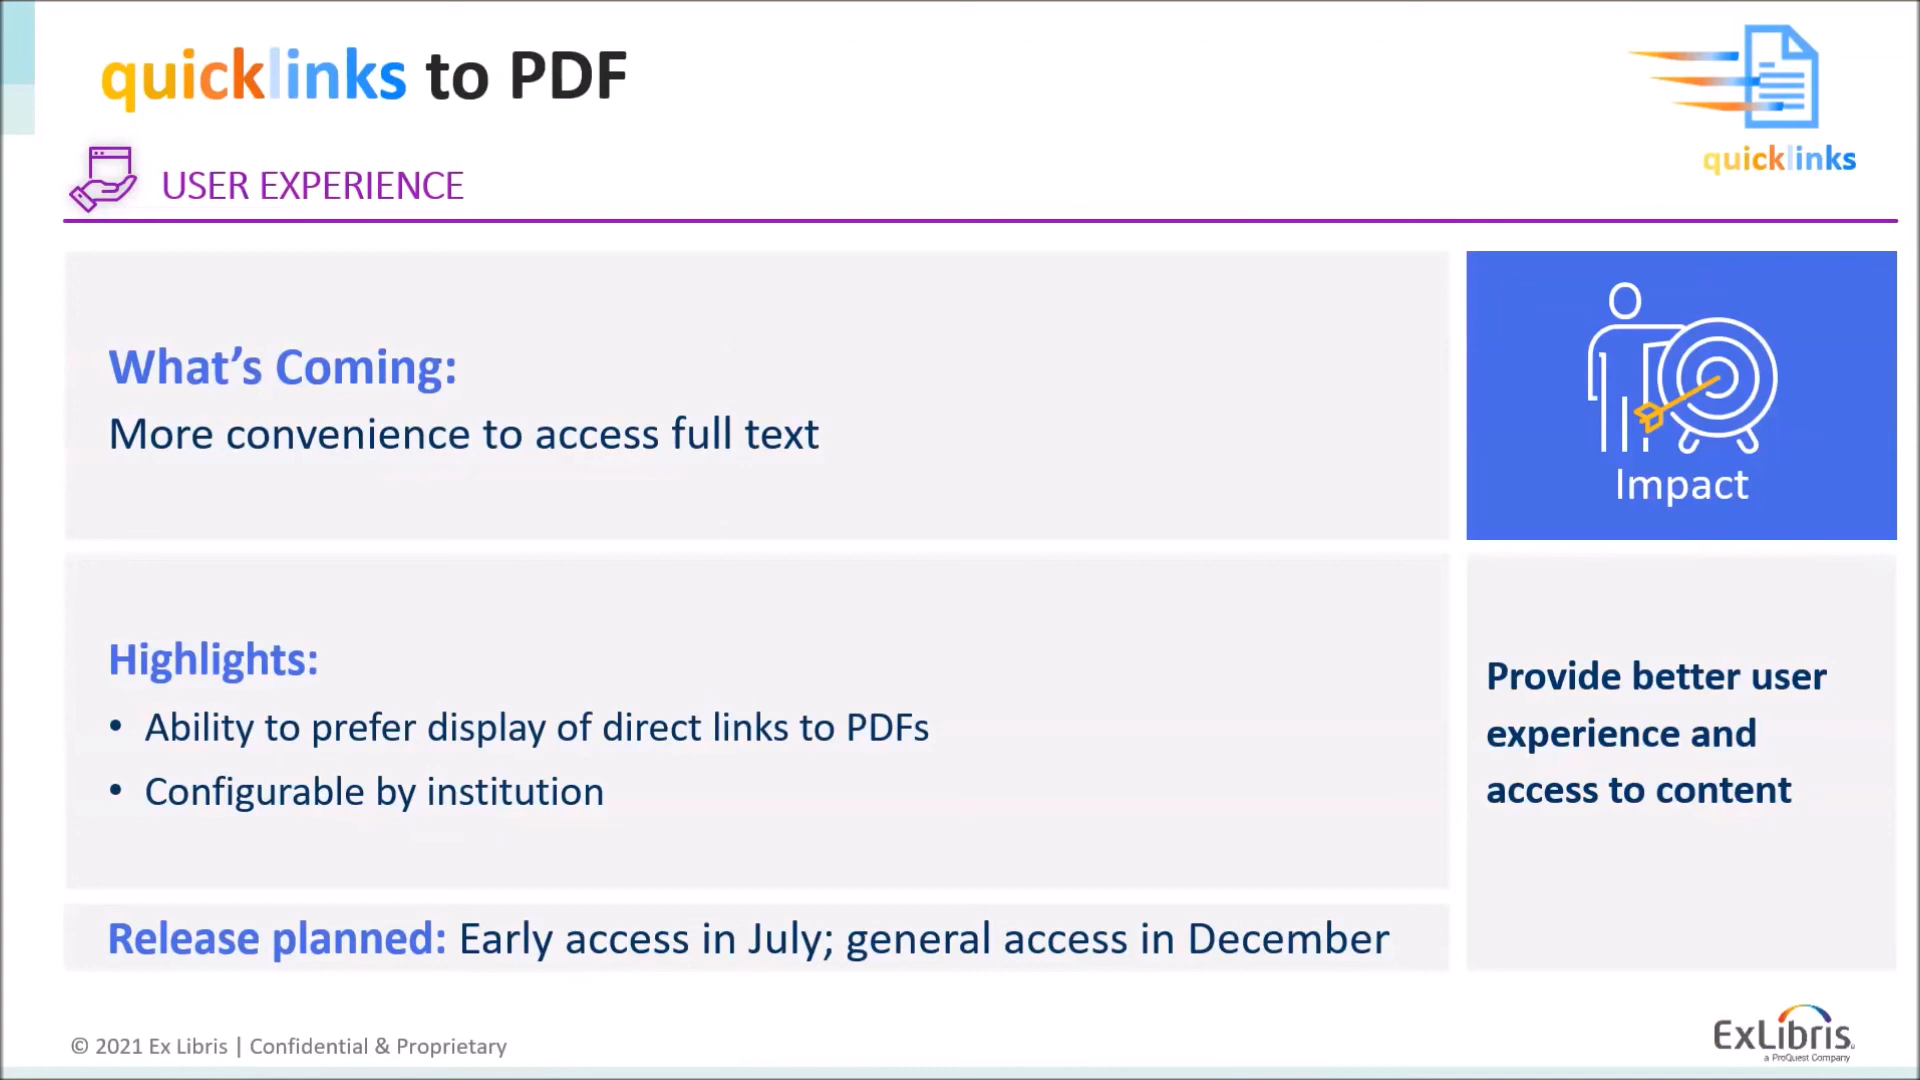 quicklinks to PDF
quicklinks
USER EXPERIENCE
What’s Coming:
More convenience to access full text
Impact
Highlights:
• Ability to prefer display of direct links to PDFs
• Configurable by institution
Provide better user
experience and
access to content
Release planned: Early access in July; general access in December
© 2021 Ex Libris | Confidential & Proprietary
ExLibris
a ProQuest Company